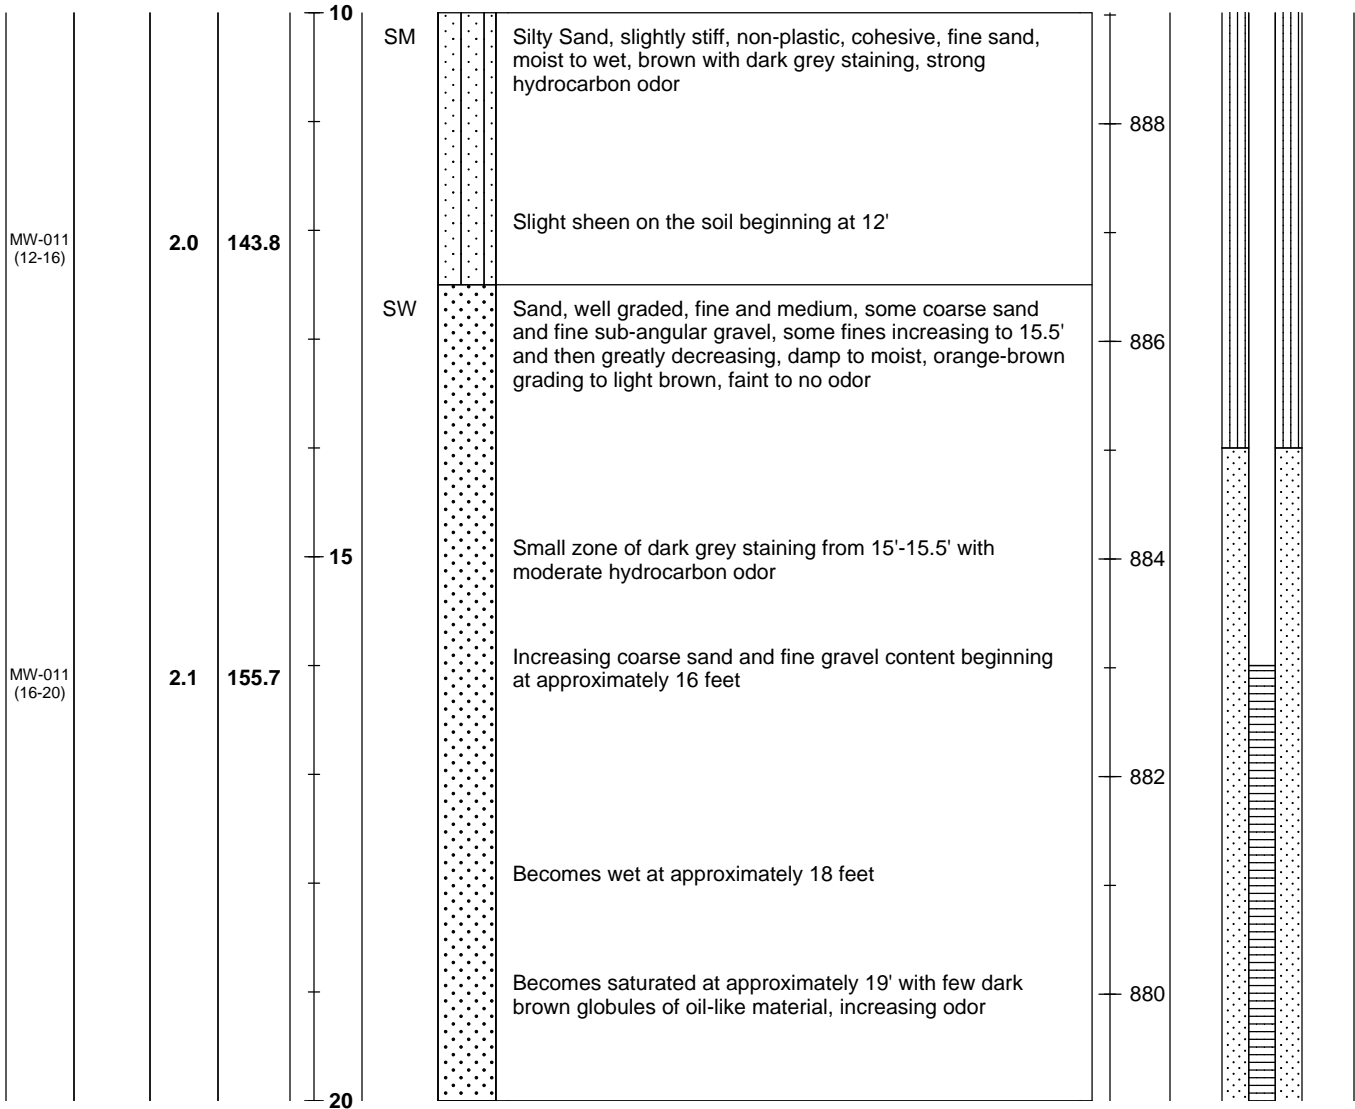 10
SM
Silty Sand, slightly stiff, non-plastic, cohesive, fine sand,
moist to wet, brown with dark grey staining, strong
hydrocarbon odor
888
Slight sheen on the soil beginning at 12'
MW-011
(12-16)
2.0
143.8
SW
Sand, well graded, fine and medium, some coarse sand
and fine sub-angular gravel, some fines increasing to 15.5'
and then greatly decreasing, damp to moist, orange-brown
grading to light brown, faint to no odor
886
15
Small zone of dark grey staining from 15'-15.5' with
moderate hydrocarbon odor
884
Increasing coarse sand and fine gravel content beginning
at approximately 16 feet
MW-011
(16-20)
2.1
155.7
882
Becomes wet at approximately 18 feet
Becomes saturated at approximately 19' with few dark
brown globules of oil-like material, increasing odor
880
20